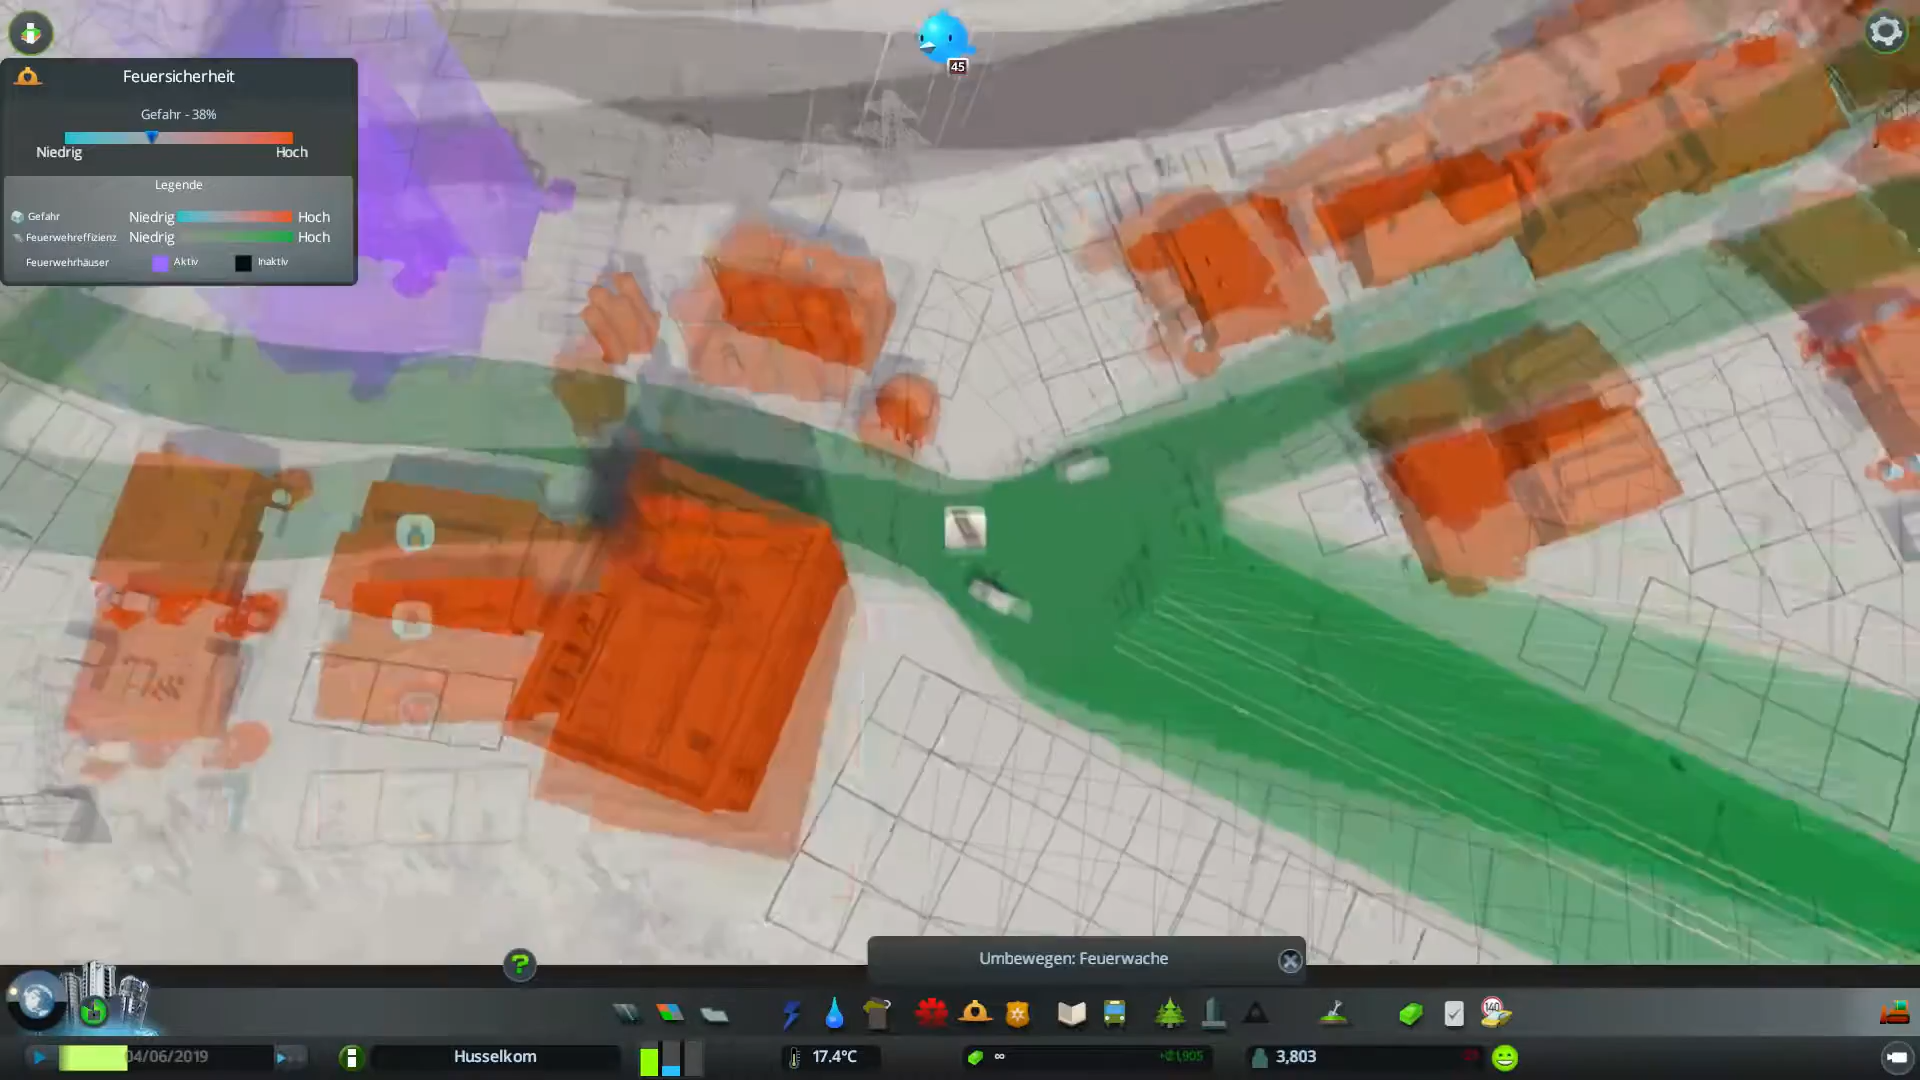 45
Feuersicherheit
Gefahr - 38%
Niedrig Hoch
Legende
Gefahr Niedrig Hoch
Feuerwehreffizienz Niedrig Hoch
Feuerwehrhäuser Aktiv Inaktiv
Umbewegen: Feuerwache
?
140
04/06/2019
Husselkom
17.4°C
∞
3,803